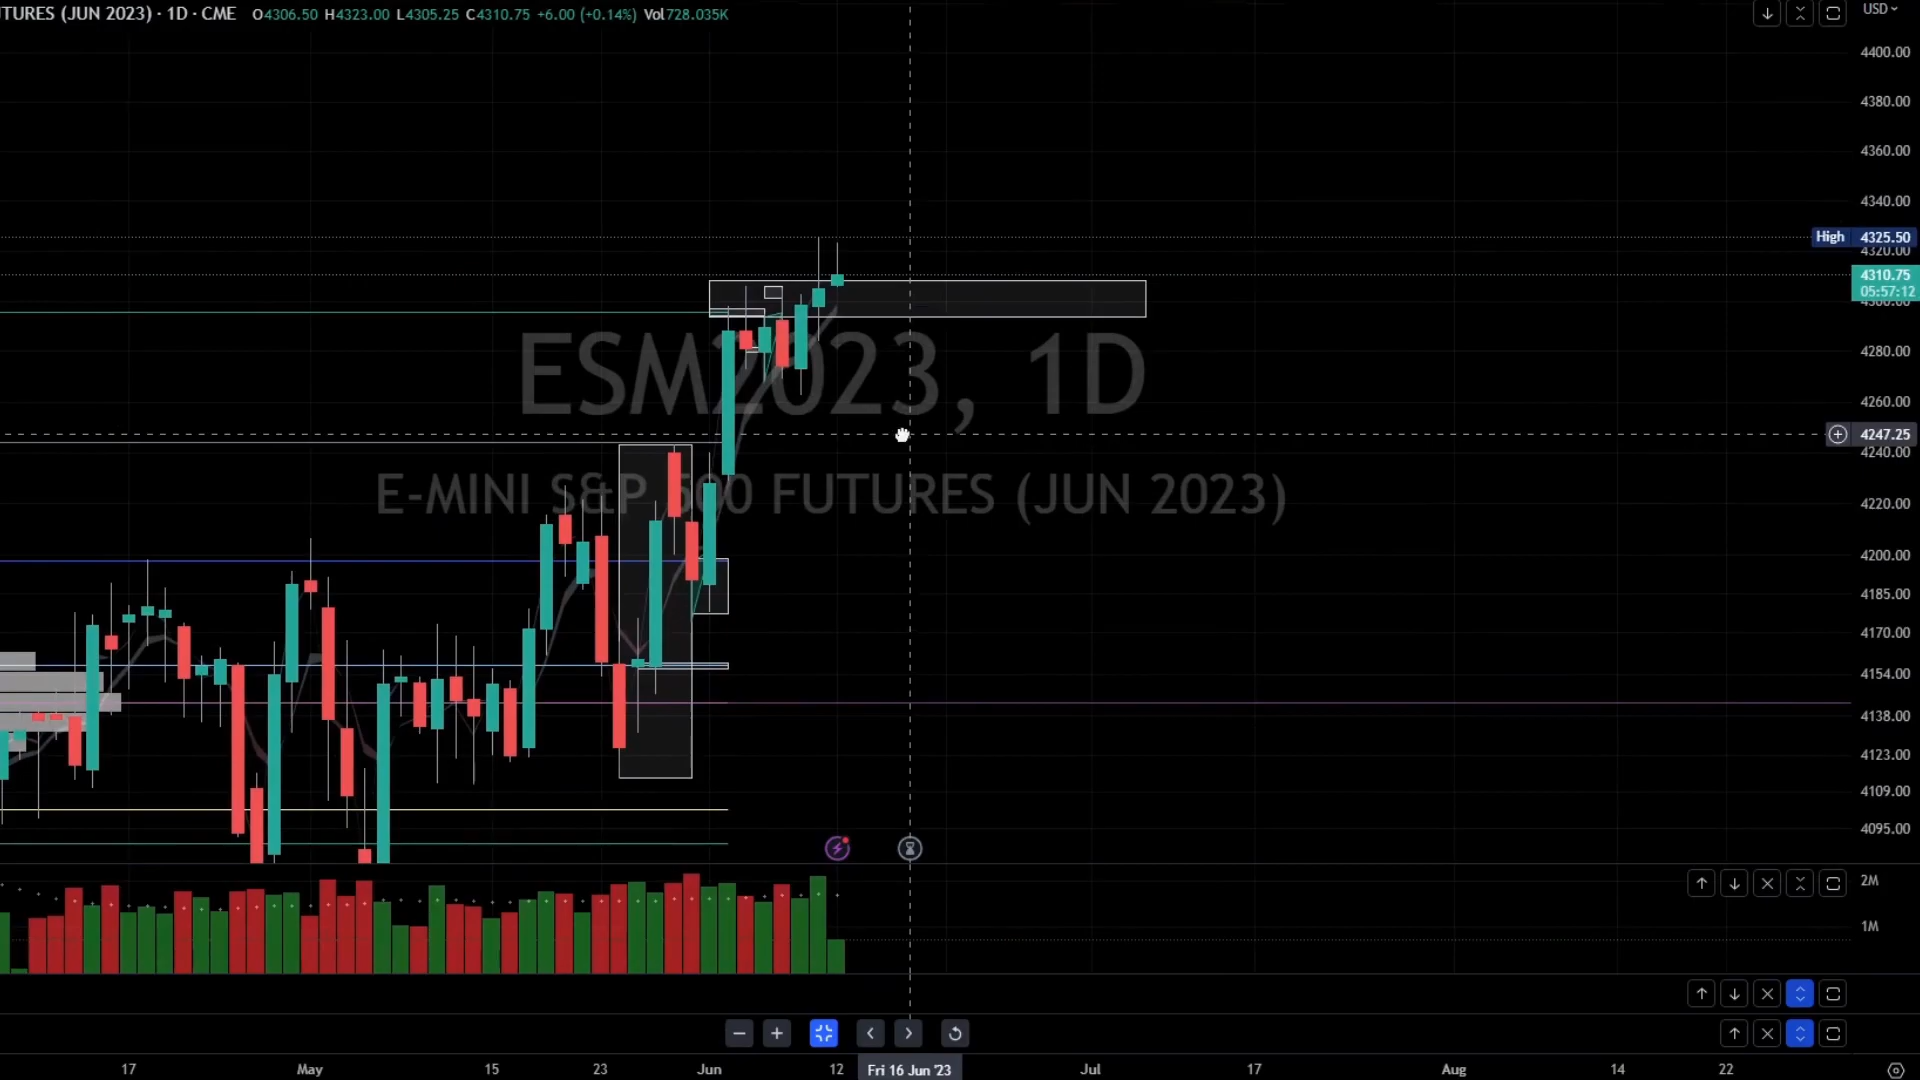 TURES (JUN 2023) · 1D · CME O4306.50 H4323.00 L4305.25 C4310.75 +6.00 (+0.14%) Vol728.035K
USD
4400.00
4380.00
4360.00
4340.00
High 4325.50
4320.00
4310.75
05:57:12
4300.00
4280.00
4260.00
4247.25
4240.00
4220.00
4200.00
4185.00
4170.00
4154.00
4138.00
4123.00
4109.00
4095.00
ESM2023, 1D
E-MINI S&P 500 FUTURES (JUN 2023)
2M
1M
17 May 15 23 Jun 12 Fri 16 Jun '23 Jul 17 Aug 14 22